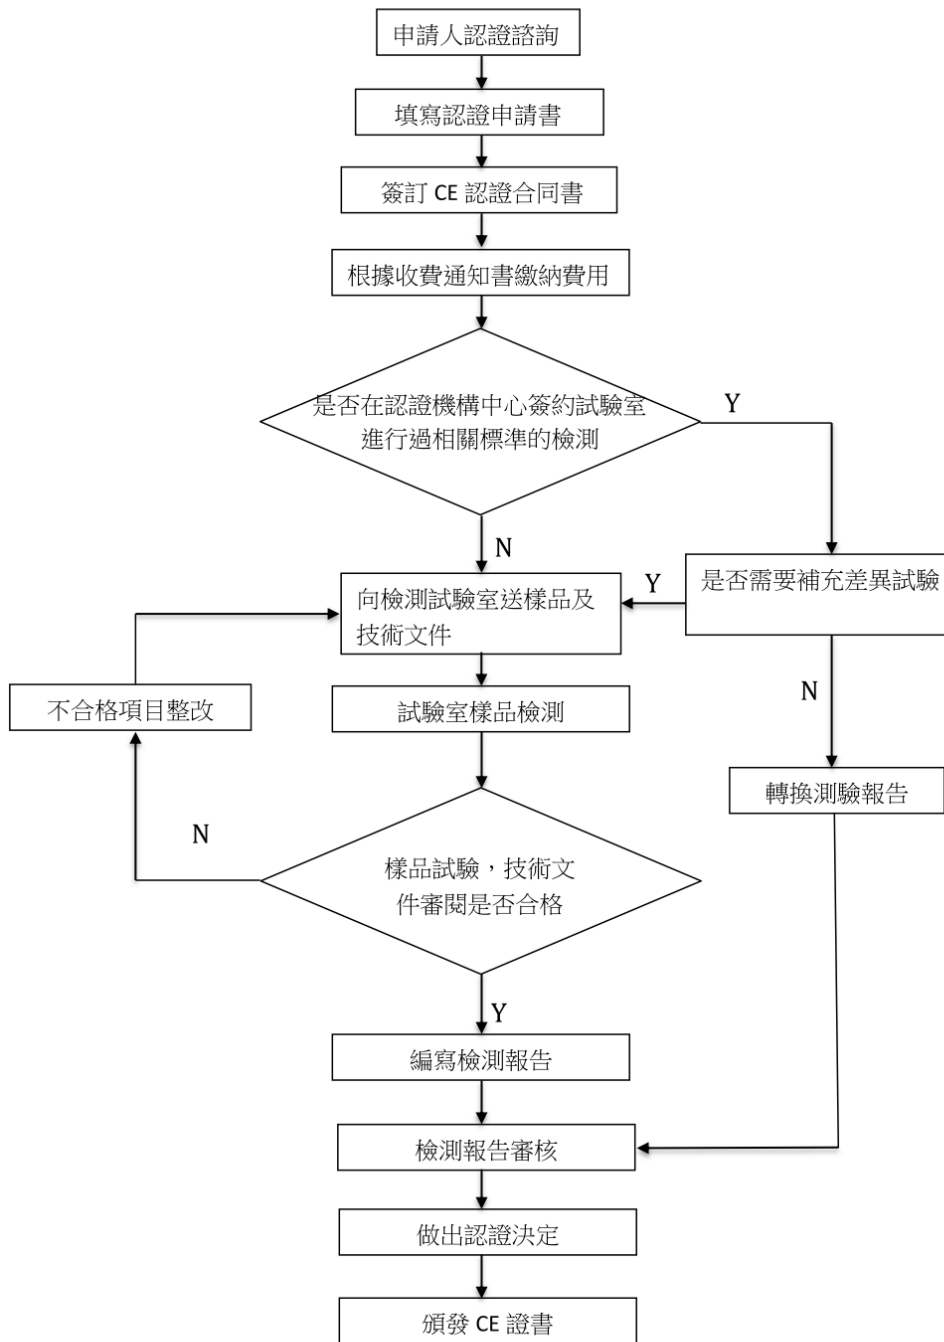 申請人認證諮詢
填寫認證申請書
簽訂 CE 認證合同書
根據收費通知書繳納費用
是否在認證機構中心簽約試驗室
進行過相關標準的檢測
Y
N
是否需要補充差異試驗
Y
向檢測試驗室送樣品及
技術文件
N
不合格項目整改
試驗室樣品檢測
轉換測驗報告
N
樣品試驗，技術文
件審閱是否合格
Y
編寫檢測報告
檢測報告審核
做出認證決定
頒發 CE 證書